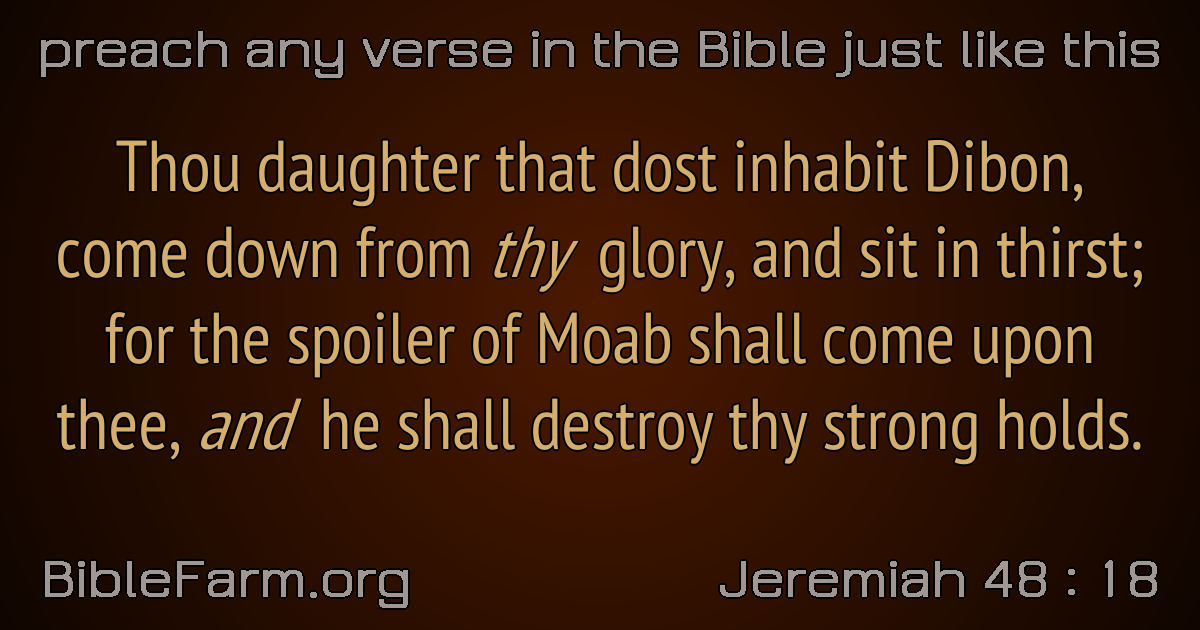 preach any verse in the Bible just like this
Thou daughter that dost inhabit Dibon,
come down from thy glory, and sit in thirst;
for the spoiler of Moab shall come upon
thee, and he shall destroy thy strong holds.
BibleFarm.org
Jeremiah 48 : 18